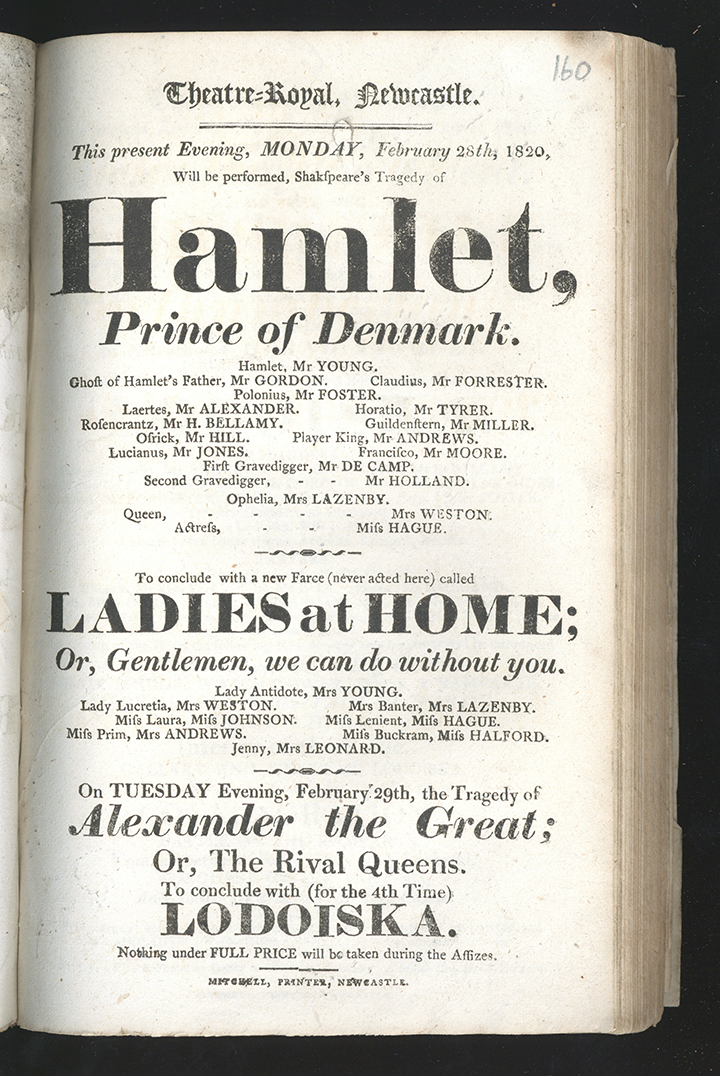 160
Theatre-Royal, Newcastle.
This present Evening, MONDAY, February 28th, 1820,
Will be performed, Shakſpeare's Tragedy of
Hamlet,
Prince of Denmark.
Hamlet, Mr YOUNG.
Ghoſt of Hamlet's Father, Mr GORDON. Claudius, Mr FORRESTER.
Polonius, Mr FOSTER.
Laertes, Mr ALEXANDER. Horatio, Mr TYRER.
Roſencrantz, Mr H. BELLAMY. Guildenſtern, Mr MILLER.
Oſrick, Mr HILL. Player King, Mr ANDREWS.
Lucianus, Mr JONES. Franciſco, Mr MOORE.
Firſt Gravedigger, Mr DE CAMP.
Second Gravedigger, - - Mr HOLLAND.
Ophelia, Mrs LAZENBY.
Queen, - - - - Mrs WESTON.
Actreſs, - - Miſs HAGUE.
To conclude with a new Farce (never acted here) called
LADIES at HOME;
Or, Gentlemen, we can do without you.
Lady Antidote, Mrs YOUNG.
Lady Lucretia, Mrs WESTON. Mrs Banter, Mrs LAZENBY.
Miſs Laura, Miſs JOHNSON. Miſs Lenient, Miſs HAGUE.
Miſs Prim, Mrs ANDREWS. Miſs Buckram, Miſs HALFORD.
Jenny, Mrs LEONARD.
On TUESDAY Evening, February 29th, the Tragedy of
Alexander the Great;
Or, The Rival Queens.
To conclude with (for the 4th Time)
LODOISKA.
Nothing under FULL PRICE will be taken during the Aſſizes.
MITCHELL, PRINTER, NEWCASTLE.